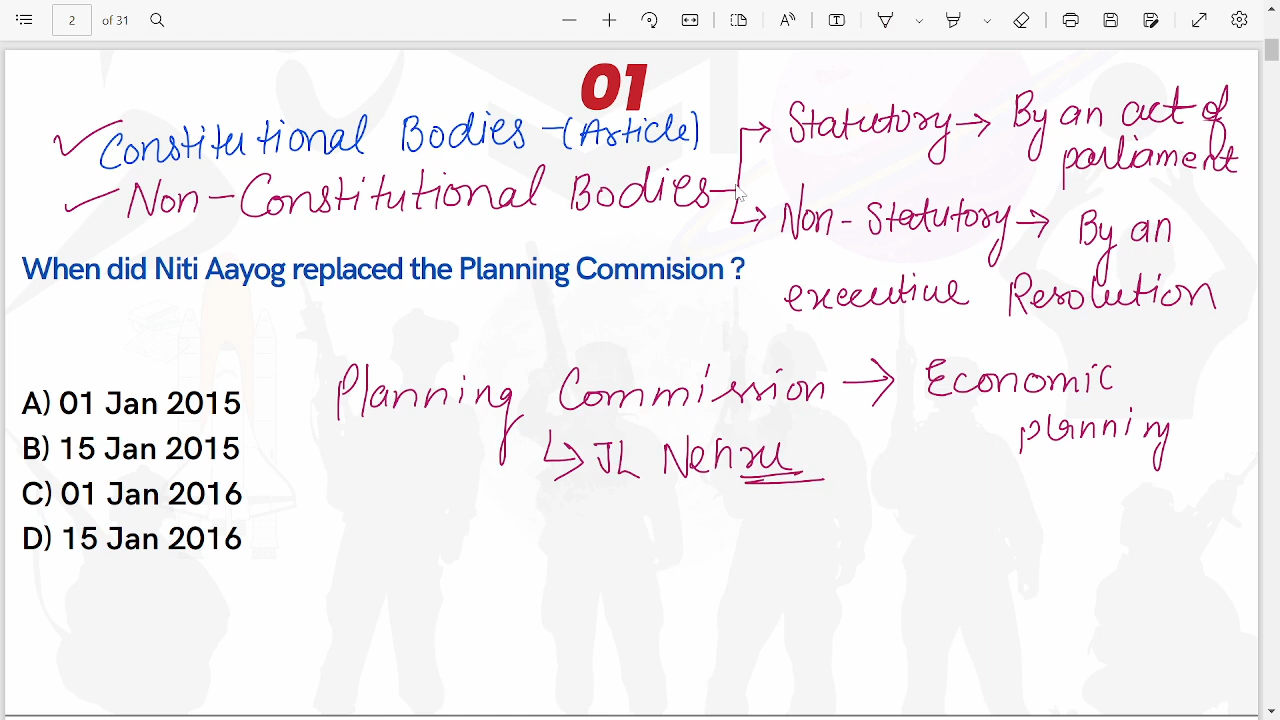 2 of 31
01
Constitutional Bodies - (Article)
Non-Constitutional Bodies
Statutory → By an act of
parliament
Non-Statutory → By an
executive Resolution
When did Niti Aayog replaced the Planning Commision ?
Planning Commission → Economic
planning
JL Nehru
A) 01 Jan 2015
B) 15 Jan 2015
C) 01 Jan 2016
D) 15 Jan 2016